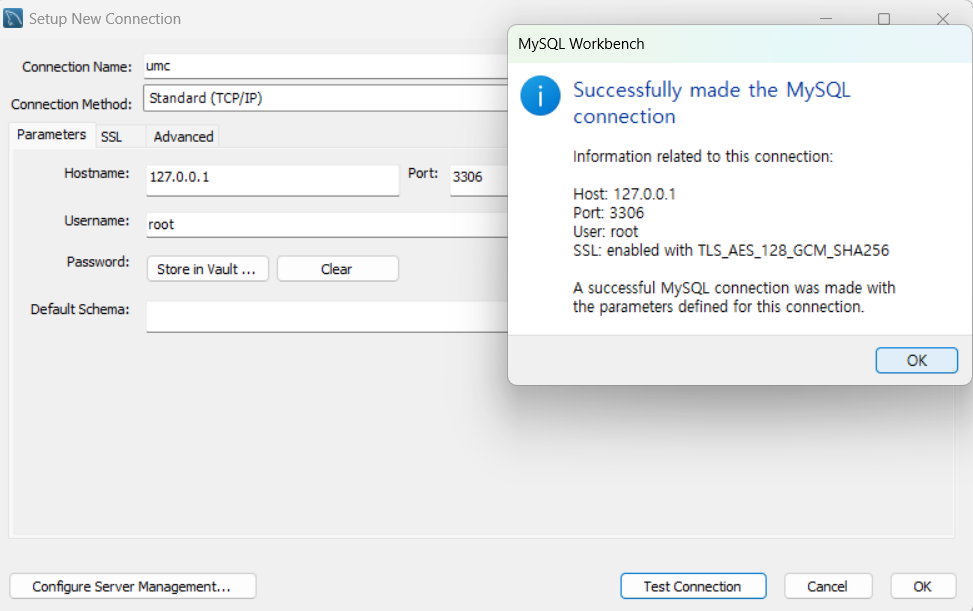 Setup New Connection
Connection Name: umc
Connection Method: Standard (TCP/IP)
Parameters SSL Advanced
Hostname: 127.0.0.1 Port: 3306
Username: root
Password: Store in Vault ... Clear
Default Schema:
MySQL Workbench
Successfully made the MySQL
connection
Information related to this connection:
Host: 127.0.0.1
Port: 3306
User: root
SSL: enabled with TLS_AES_128_GCM_SHA256
A successful MySQL connection was made with
the parameters defined for this connection.
OK
Configure Server Management... Test Connection Cancel OK